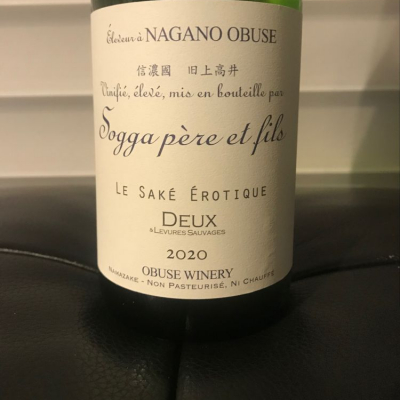 Éleveur à NAGANO OBUSE
信濃國 旧上高井
Vinifié, élevé, mis en bouteille par
Sogga père et fils
LE SAKÉ ÉROTIQUE
DEUX
& LEVURES SAUVAGES
2020
OBUSE WINERY
NAMAZAKE - NON PASTEURISÉ, NI CHAUFFÉ